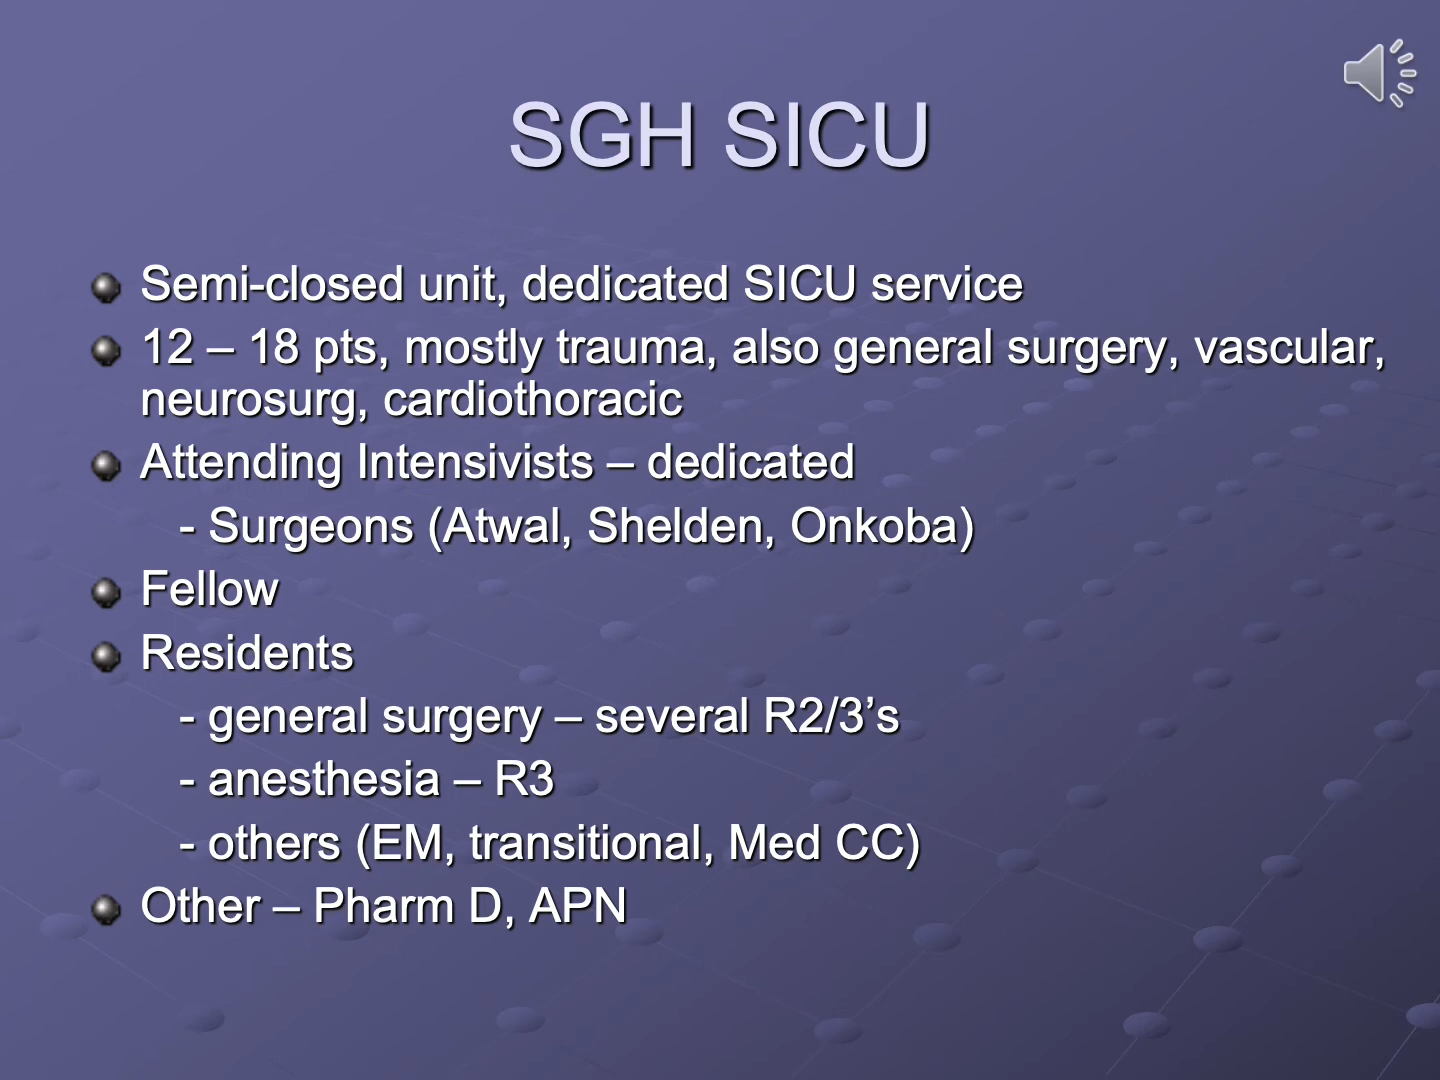 SGH SICU
Semi-closed unit, dedicated SICU service
12 – 18 pts, mostly trauma, also general surgery, vascular,
neurosurg, cardiothoracic
Attending Intensivists – dedicated
- Surgeons (Atwal, Shelden, Onkoba)
Fellow
Residents
- general surgery – several R2/3’s
- anesthesia – R3
- others (EM, transitional, Med CC)
Other – Pharm D, APN